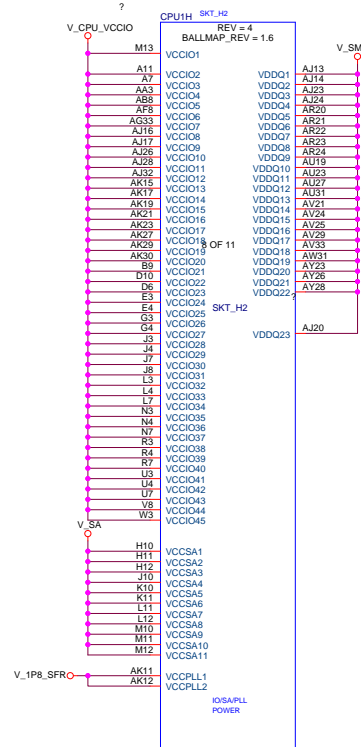 ?
CPU1H SKT_H2
V_CPU_VCCIO
REV = 4
BALLMAP_REV = 1.6
V_SM
M13 VCCIO1
A11 VCCIO2 VDDQ1 AJ13
A7 VCCIO3 VDDQ2 AJ14
AA3 VCCIO4 VDDQ3 AJ23
AB8 VCCIO5 VDDQ4 AJ24
AF8 VCCIO6 VDDQ5 AR20
AG33 VCCIO7 VDDQ6 AR21
AJ16 VCCIO8 VDDQ7 AR22
AJ17 VCCIO9 VDDQ8 AR23
AJ26 VCCIO10 VDDQ9 AR24
AJ28 VCCIO11 VDDQ10 AU19
AJ32 VCCIO12 VDDQ11 AU23
AK15 VCCIO13 VDDQ12 AU27
AK17 VCCIO14 VDDQ13 AU31
AK19 VCCIO15 VDDQ14 AV21
AK21 VCCIO16 VDDQ15 AV24
AK23 VCCIO17 VDDQ16 AV25
AK27 VCCIO18 8 OF 11 VDDQ17 AV29
AK29 VCCIO19 VDDQ18 AV33
AK30 VCCIO20 VDDQ19 AW31
B9 VCCIO21 VDDQ20 AY23
D10 VCCIO22 VDDQ21 AY26
D6 VCCIO23 VDDQ22 AY28
?
E3 VCCIO24
E4 VCCIO25 SKT_H2
G3 VCCIO26
G4 VCCIO27 VDDQ23 AJ20
J3 VCCIO28
J4 VCCIO29
J7 VCCIO30
J8 VCCIO31
L3 VCCIO32
L4 VCCIO33
L7 VCCIO34
N3 VCCIO35
N4 VCCIO36
N7 VCCIO37
R3 VCCIO38
R4 VCCIO39
R7 VCCIO40
U3 VCCIO41
U4 VCCIO42
U7 VCCIO43
V8 VCCIO44
W3 VCCIO45
V_SA
H10 VCCSA1
H11 VCCSA2
H12 VCCSA3
J10 VCCSA4
K10 VCCSA5
K11 VCCSA6
L11 VCCSA7
L12 VCCSA8
M10 VCCSA9
M11 VCCSA10
M12 VCCSA11
V_1P8_SFR AK11 VCCPLL1
AK12 VCCPLL2
IO/SA/PLL
POWER